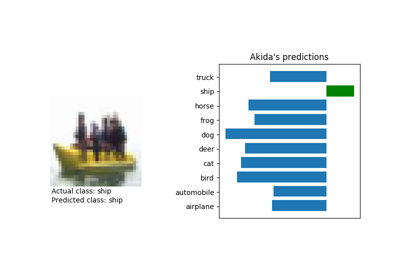 Akida's predictions
truck
ship
horse
frog
dog
deer
cat
bird
automobile
airplane
Actual class: ship
Predicted class: ship